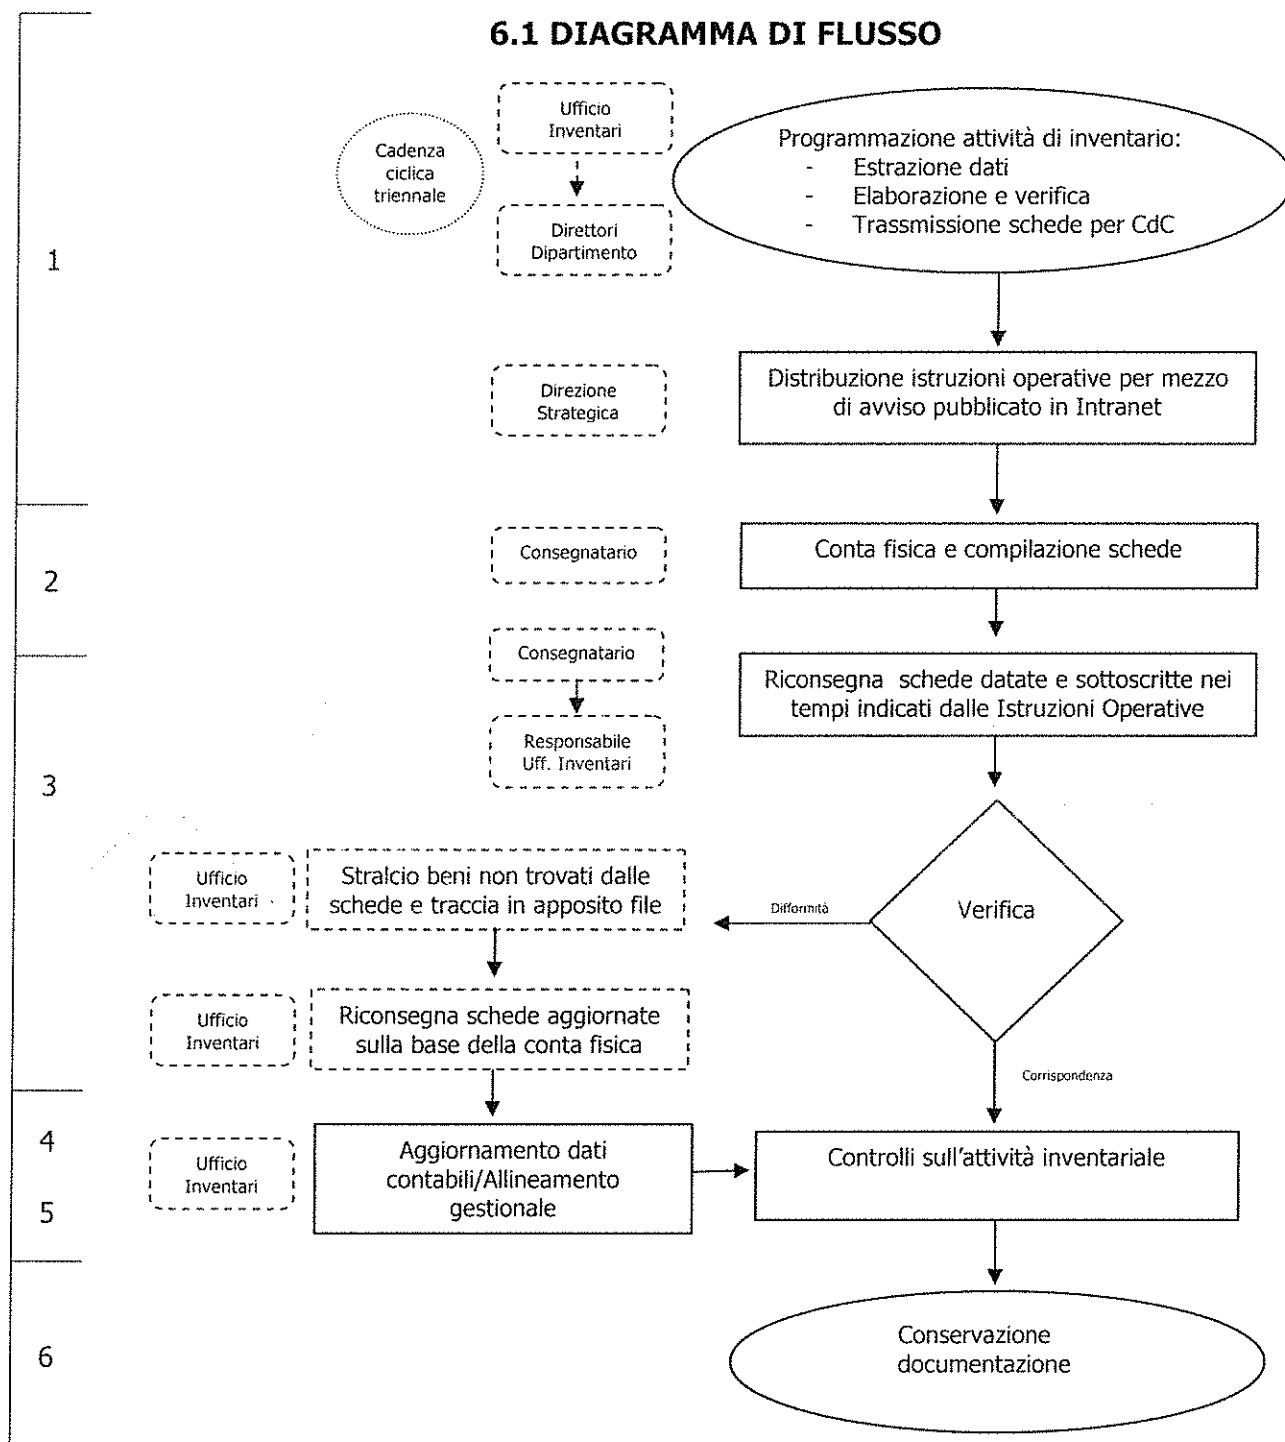 6.1 DIAGRAMMA DI FLUSSO
1
Cadenza
ciclica
triennale
Ufficio
Inventari
Direttori
Dipartimento
Programmazione attività di inventario:
- Estrazione dati
- Elaborazione e verifica
- Trasmissione schede per CdC
Direzione
Strategica
Distribuzione istruzioni operative per mezzo
di avviso pubblicato in Intranet
2
Consegnatario
Conta fisica e compilazione schede
3
Consegnatario
Responsabile
Uff. Inventari
Riconsegna schede datate e sottoscritte nei
tempi indicati dalle Istruzioni Operative
Verifica
Difformità
Ufficio
Inventari
Stralcio beni non trovati dalle
schede e traccia in apposito file
Ufficio
Inventari
Riconsegna schede aggiornate
sulla base della conta fisica
Corrispondenza
4
5
Ufficio
Inventari
Aggiornamento dati
contabili/Allineamento
gestionale
Controlli sull'attività inventariale
6
Conservazione
documentazione